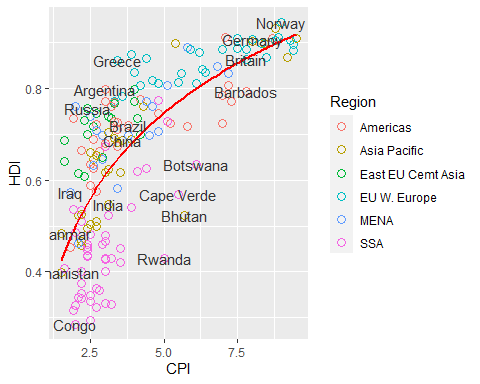 Norway
Germany
Greece
Britain
0.8
Argentina
Barbados
Russia
Brazil
China
HDI
0.6
Botswana
Iraq
Cape Verde
India
Bhutan
anmar
Rwanda
0.4
anistan
Congo
2.5
5.0
7.5
CPI
Region
Americas
Asia Pacific
East EU Cemt Asia
EU W. Europe
MENA
SSA